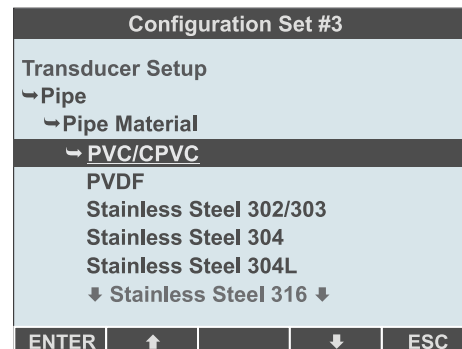 Configuration Set #3
Transducer Setup
⮩Pipe
⮩Pipe Material
⮩ PVC/CPVC
PVDF
Stainless Steel 302/303
Stainless Steel 304
Stainless Steel 304L
🡇 Stainless Steel 316 🡇
ENTER 🡅 🡇 ESC